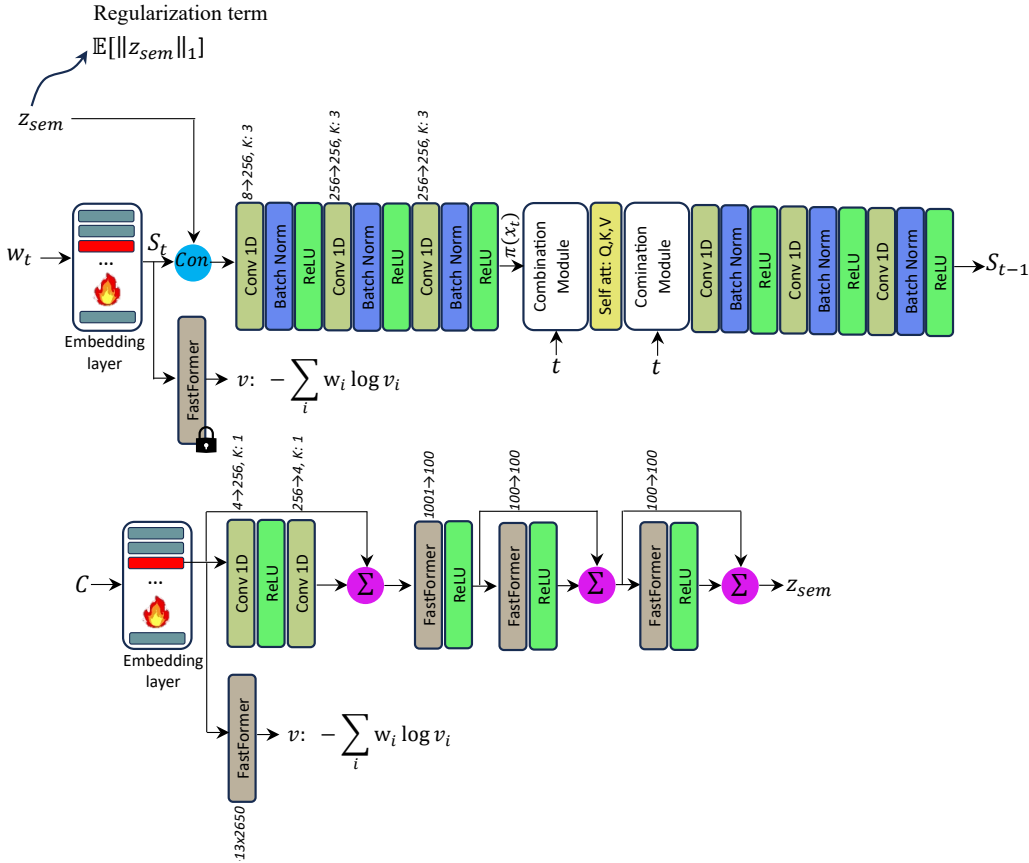 Regularization term
𝔼[‖z_sem‖₁]
z_sem
8→256, K: 3
256→256, K: 3
256→256, K: 3
w_t
S_t
...
Embedding
layer
Con
Conv 1D
Batch Norm
ReLU
Conv 1D
Batch Norm
ReLU
Conv 1D
Batch Norm
ReLU
π(x_t)
Combination
Module
t
Self att: Q,K,V
Comination
Module
t
Conv 1D
Batch Norm
ReLU
Conv 1D
Batch Norm
ReLU
Conv 1D
Batch Norm
ReLU
S_{t−1}
FastFormer
v: −∑_i w_i log v_i
4→256, K: 1
256→4, K: 1
1001→100
100→100
100→100
C
...
Embedding
layer
Conv 1D
ReLU
Conv 1D
Σ
FastFormer
ReLU
FastFormer
ReLU
Σ
FastFormer
ReLU
Σ
z_sem
FastFormer
v: −∑_i w_i log v_i
13x2650